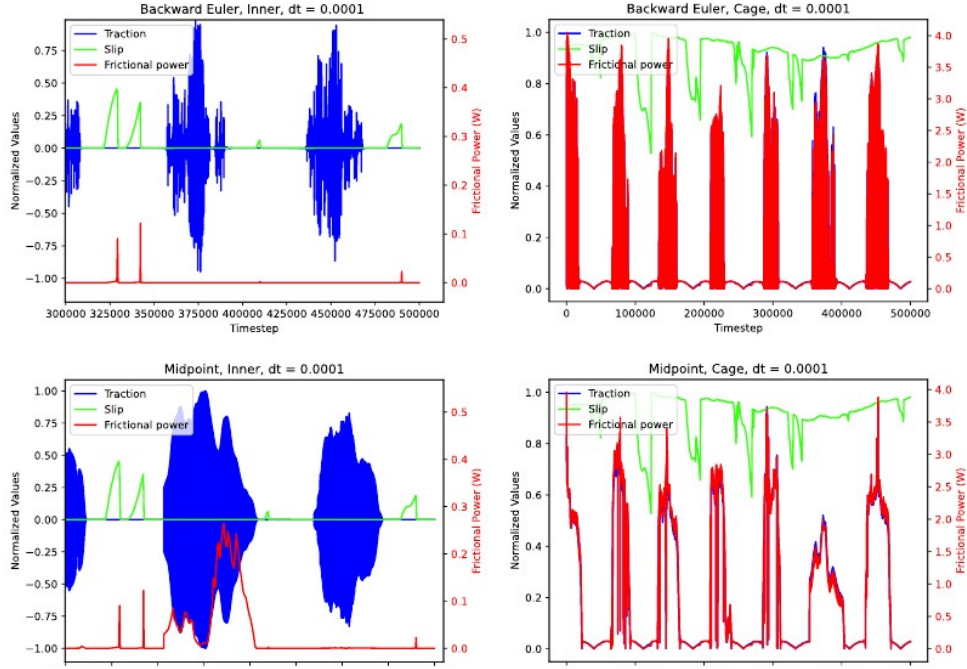 Backward Euler, Inner, dt = 0.0001
Traction
Slip
Frictional power
Normalized Values
0.75
0.50
0.25
0.00
−0.25
−0.50
−0.75
−1.00
0.5
0.4
0.3
0.2
0.1
0.0
Frictional Power (W)
300000 325000 350000 375000 400000 425000 450000 475000 500000
Timestep
Backward Euler, Cage, dt = 0.0001
Traction
Slip
Frictional power
Normalized Values
1.0
0.8
0.6
0.4
0.2
0.0
4.0
3.5
3.0
2.5
2.0
1.5
1.0
0.5
0.0
Frictional Power (W)
0 100000 200000 300000 400000 500000
Timestep
Midpoint, Inner, dt = 0.0001
Traction
Slip
Frictional power
Normalized Values
1.00
0.75
0.50
0.25
0.00
−0.25
−0.50
−0.75
−1.00
0.5
0.4
0.3
0.2
0.1
0.0
Frictional Power (W)
Midpoint, Cage, dt = 0.0001
Traction
Slip
Frictional power
Normalized Values
1.0
0.8
0.6
0.4
0.2
0.0
4.0
3.5
3.0
2.5
2.0
1.5
1.0
0.5
0.0
Frictional Power (W)